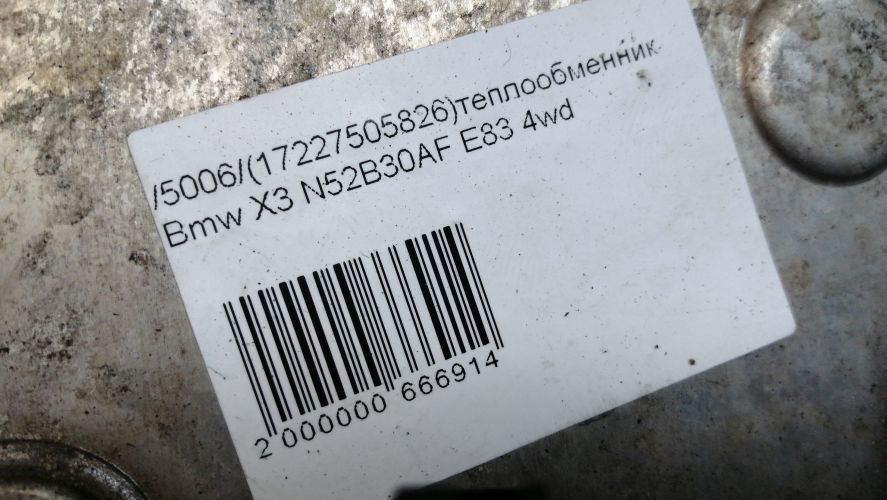 /5006/(17227505826)теплообменник
Bmw X3 N52B30AF E83 4wd
2 000000 666914